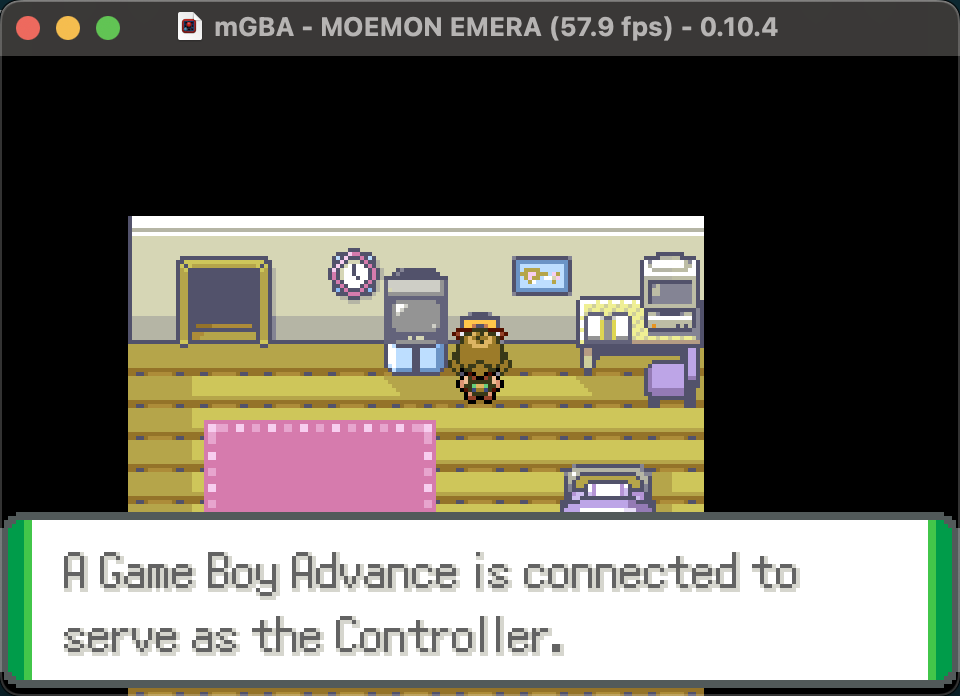 mGBA - MOEMON EMERA (57.9 fps) - 0.10.4
A Game Boy Advance is connected to
serve as the Controller.